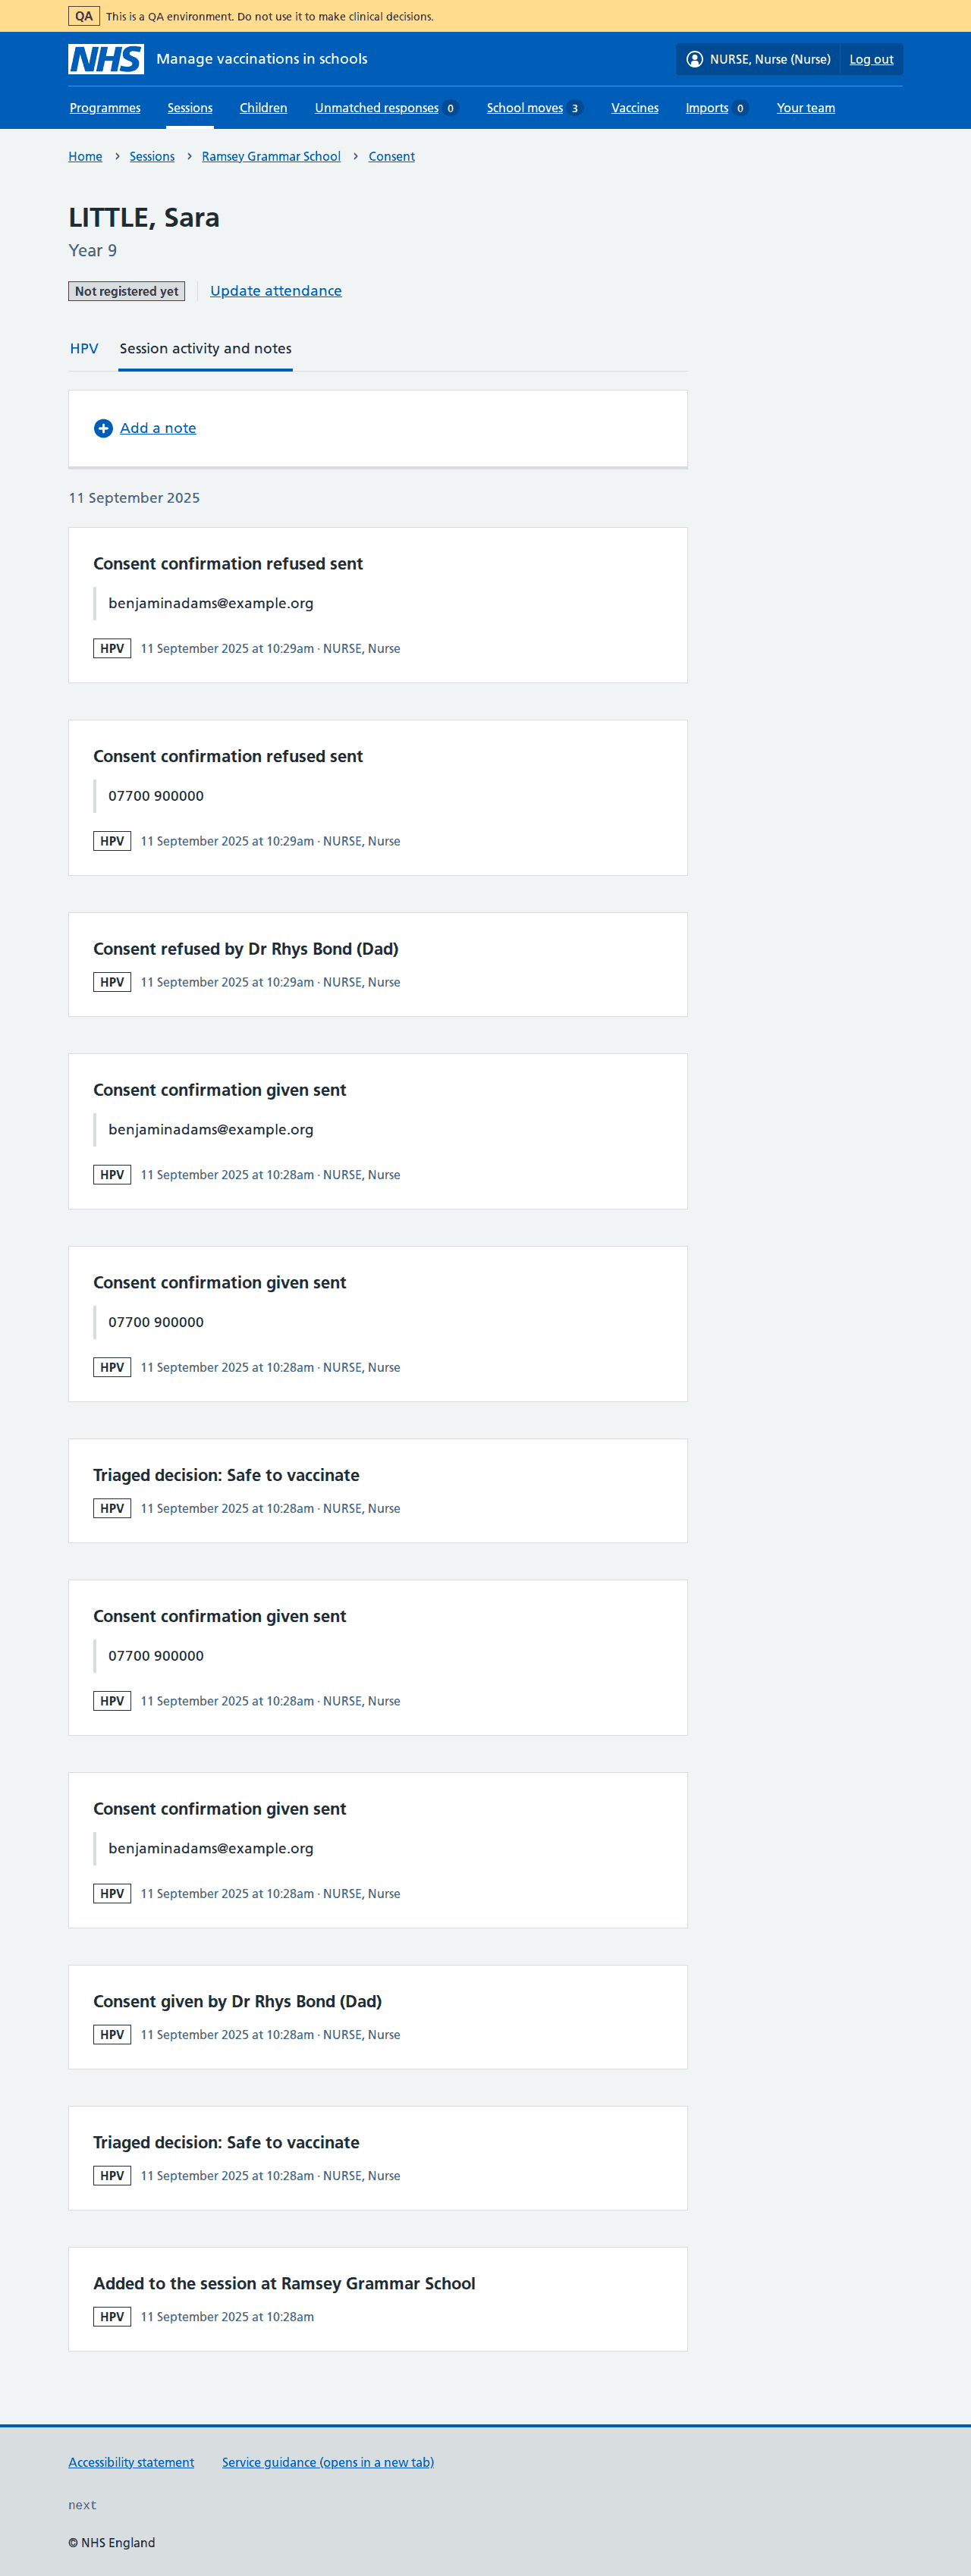 QA This is a QA environment. Do not use it to make clinical decisions.
NHS Manage vaccinations in schools NURSE, Nurse (Nurse) Log out
Programmes Sessions Children Unmatched responses 0 School moves 3 Vaccines Imports 0 Your team
Home › Sessions › Ramsey Grammar School › Consent
LITTLE, Sara
Year 9
Not registered yet Update attendance
HPV Session activity and notes
Add a note
11 September 2025
Consent confirmation refused sent
benjaminadams@example.org
HPV 11 September 2025 at 10:29am · NURSE, Nurse
Consent confirmation refused sent
07700 900000
HPV 11 September 2025 at 10:29am · NURSE, Nurse
Consent refused by Dr Rhys Bond (Dad)
HPV 11 September 2025 at 10:29am · NURSE, Nurse
Consent confirmation given sent
benjaminadams@example.org
HPV 11 September 2025 at 10:28am · NURSE, Nurse
Consent confirmation given sent
07700 900000
HPV 11 September 2025 at 10:28am · NURSE, Nurse
Triaged decision: Safe to vaccinate
HPV 11 September 2025 at 10:28am · NURSE, Nurse
Consent confirmation given sent
07700 900000
HPV 11 September 2025 at 10:28am · NURSE, Nurse
Consent confirmation given sent
benjaminadams@example.org
HPV 11 September 2025 at 10:28am · NURSE, Nurse
Consent given by Dr Rhys Bond (Dad)
HPV 11 September 2025 at 10:28am · NURSE, Nurse
Triaged decision: Safe to vaccinate
HPV 11 September 2025 at 10:28am · NURSE, Nurse
Added to the session at Ramsey Grammar School
HPV 11 September 2025 at 10:28am
Accessibility statement Service guidance (opens in a new tab)
next
© NHS England